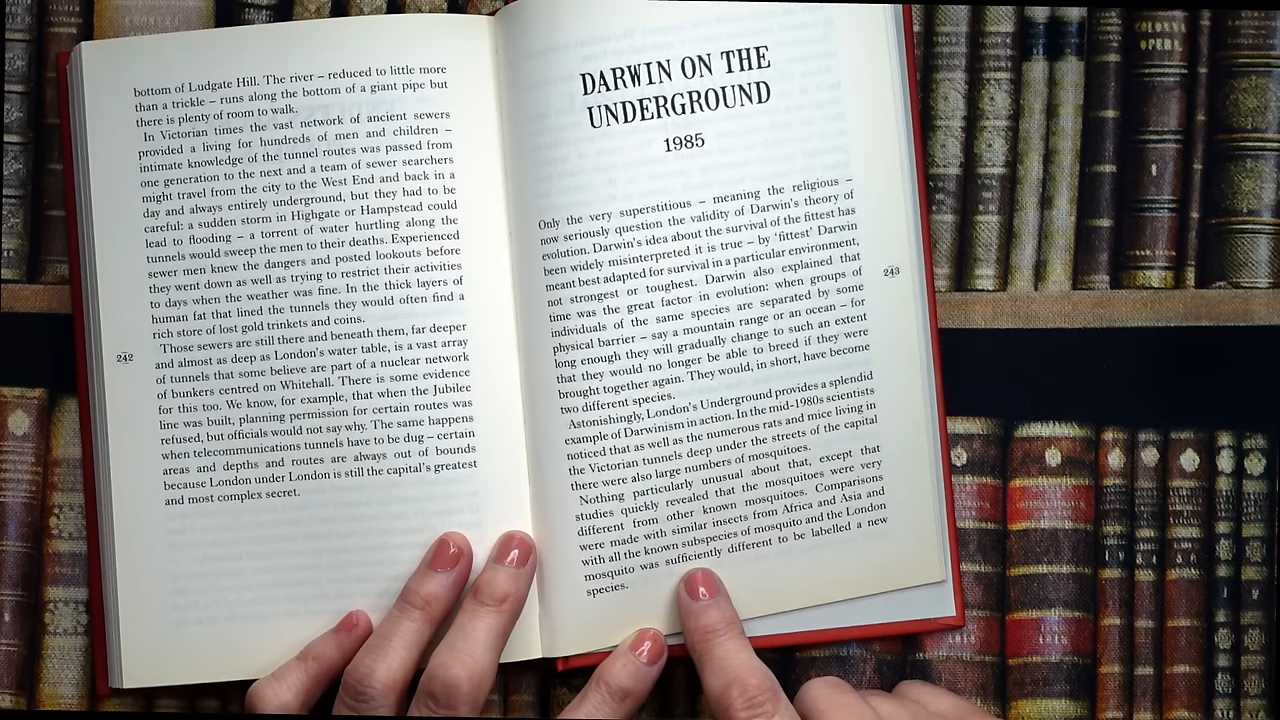 bottom of Ludgate Hill. The river – reduced to little more
than a trickle – runs along the bottom of a giant pipe but
there is plenty of room to walk.
In Victorian times the vast network of ancient sewers
provided a living for hundreds of men and children –
intimate knowledge of the tunnel routes was passed from
one generation to the next and a team of sewer searchers
might travel from the city to the West End and back in a
day and always entirely underground, but they had to be
careful: a sudden storm in Highgate or Hampstead could
lead to flooding – a torrent of water hurtling along the
tunnels would sweep the men to their deaths. Experienced
sewer men knew the dangers and posted lookouts before
they went down as well as trying to restrict their activities
to days when the weather was fine. In the thick layers of
human fat that lined the tunnels they would often find a
rich store of lost gold trinkets and coins.
Those sewers are still there and beneath them, far deeper
and almost as deep as London's water table, is a vast array
of tunnels that some believe are part of a nuclear network
of bunkers centred on Whitehall. There is some evidence
for this too. We know, for example, that when the Jubilee
line was built, planning permission for certain routes was
refused, but officials would not say why. The same happens
when telecommunications tunnels have to be dug – certain
areas and depths and routes are always out of bounds
because London under London is still the capital's greatest
and most complex secret.
242
DARWIN ON THE
UNDERGROUND
1985
Only the very superstitious – meaning the religious –
now seriously question the validity of Darwin's theory of
evolution. Darwin's idea about the survival of the fittest has
been widely misinterpreted it is true – by 'fittest' Darwin
meant best adapted for survival in a particular environment,
not strongest or toughest. Darwin also explained that
time was the great factor in evolution: when groups of
individuals of the same species are separated by some
physical barrier – say a mountain range or an ocean – for
long enough they will gradually change to such an extent
that they would no longer be able to breed if they were
brought together again. They would, in short, have become
two different species.
Astonishingly, London's Underground provides a splendid
example of Darwinism in action. In the mid-1980s scientists
noticed that as well as the numerous rats and mice living in
the Victorian tunnels deep under the streets of the capital
there were also large numbers of mosquitoes.
Nothing particularly unusual about that, except that
studies quickly revealed that the mosquitoes were very
different from other known mosquitoes. Comparisons
were made with similar insects from Africa and Asia and
with all the known subspecies of mosquito and the London
mosquito was sufficiently different to be labelled a new
species.
243
COLONNA
OPERE.